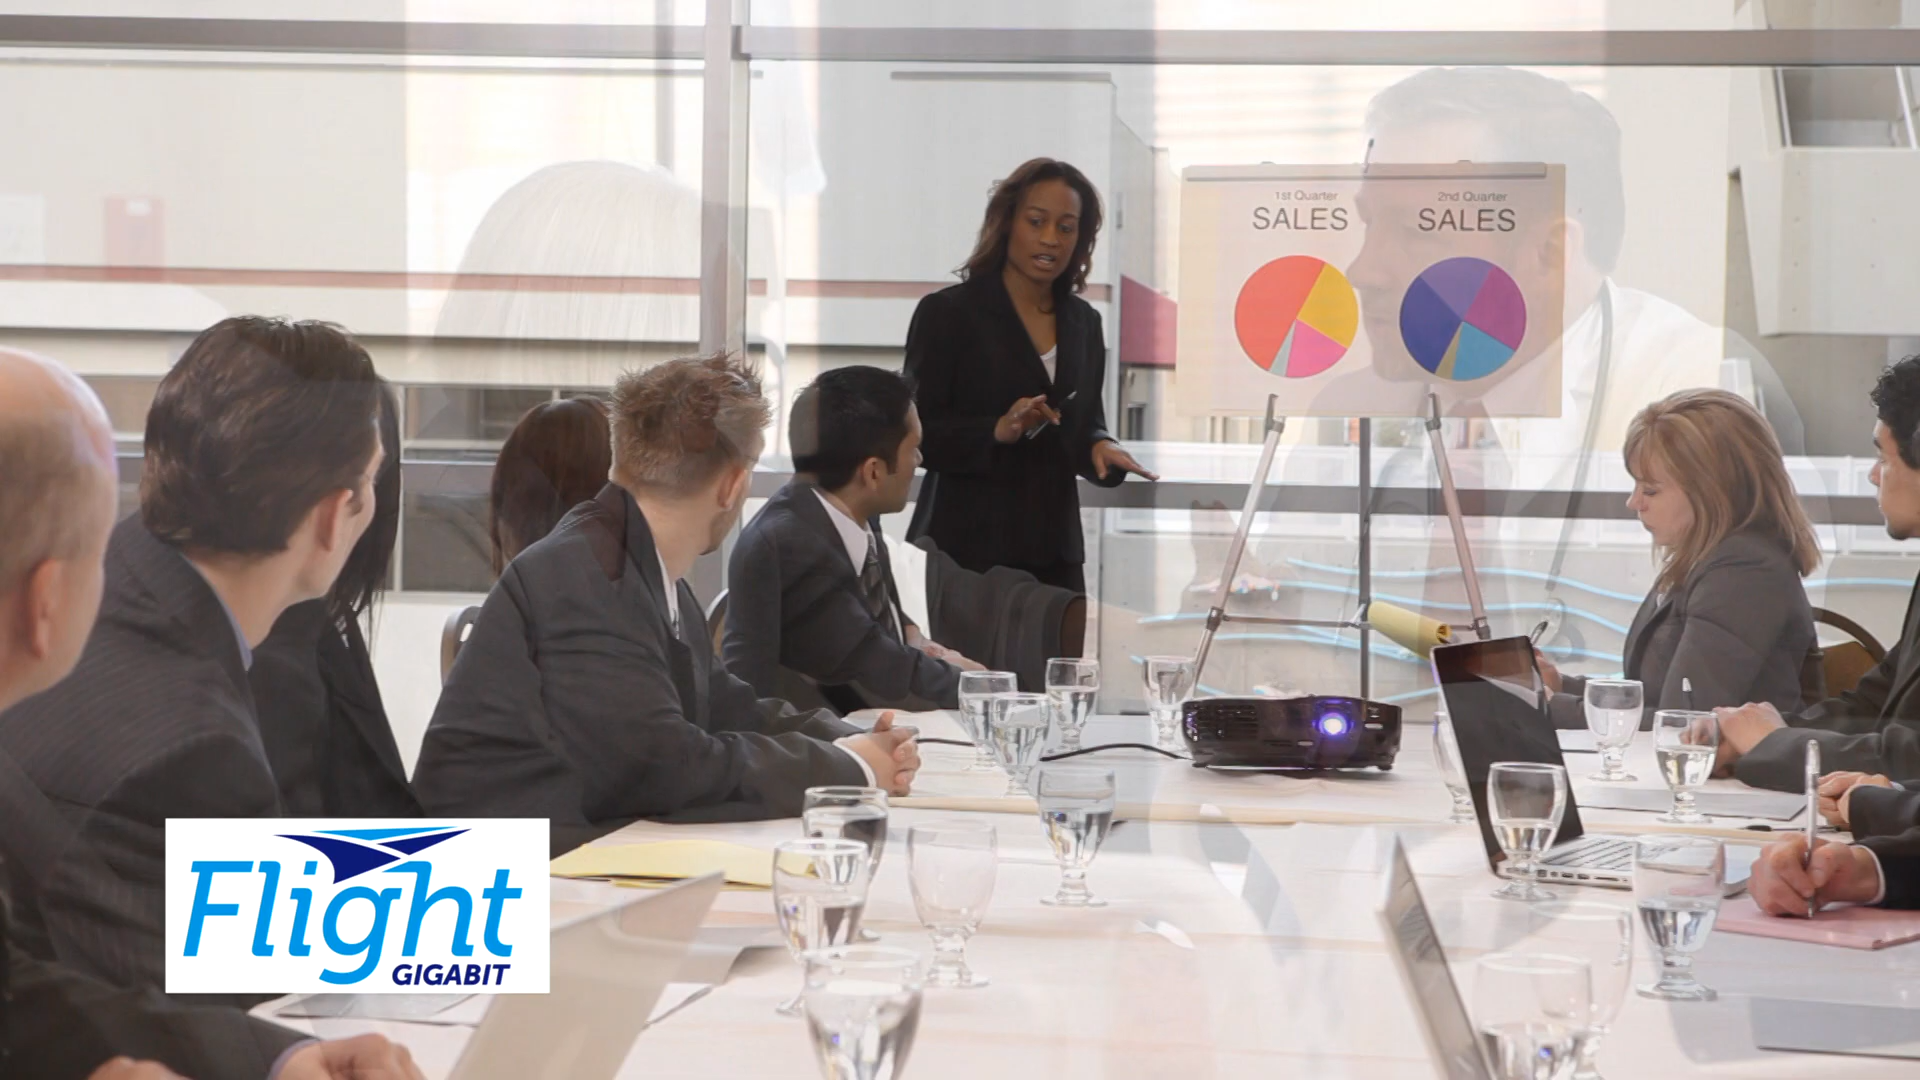 1st Quarter
SALES
2nd Quarter
SALES
Flight
GIGABIT